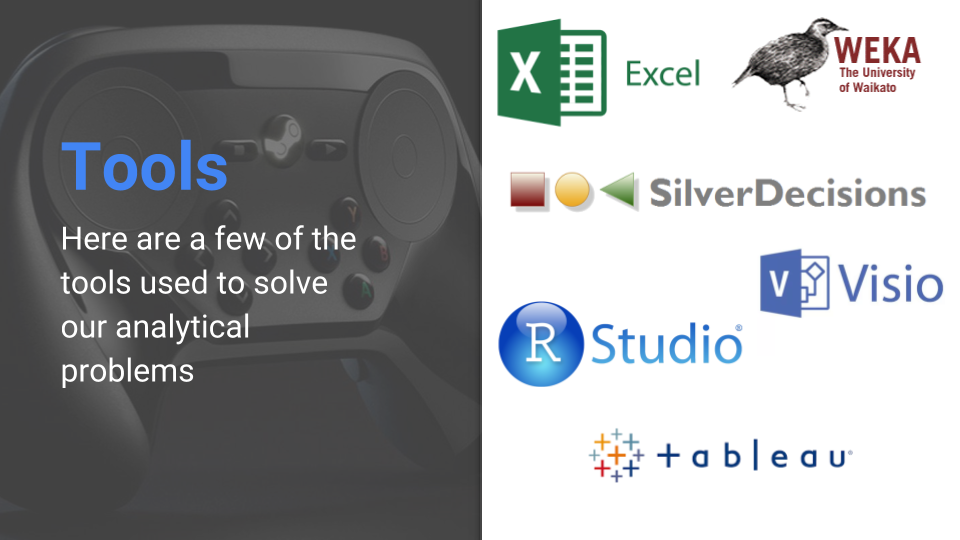 Tools
Here are a few of the
tools used to solve
our analytical
problems
X
Excel
WEKA
The University
of Waikato
SilverDecisions
V
Visio
R Studio®
+ableau®
Y
X
B
A